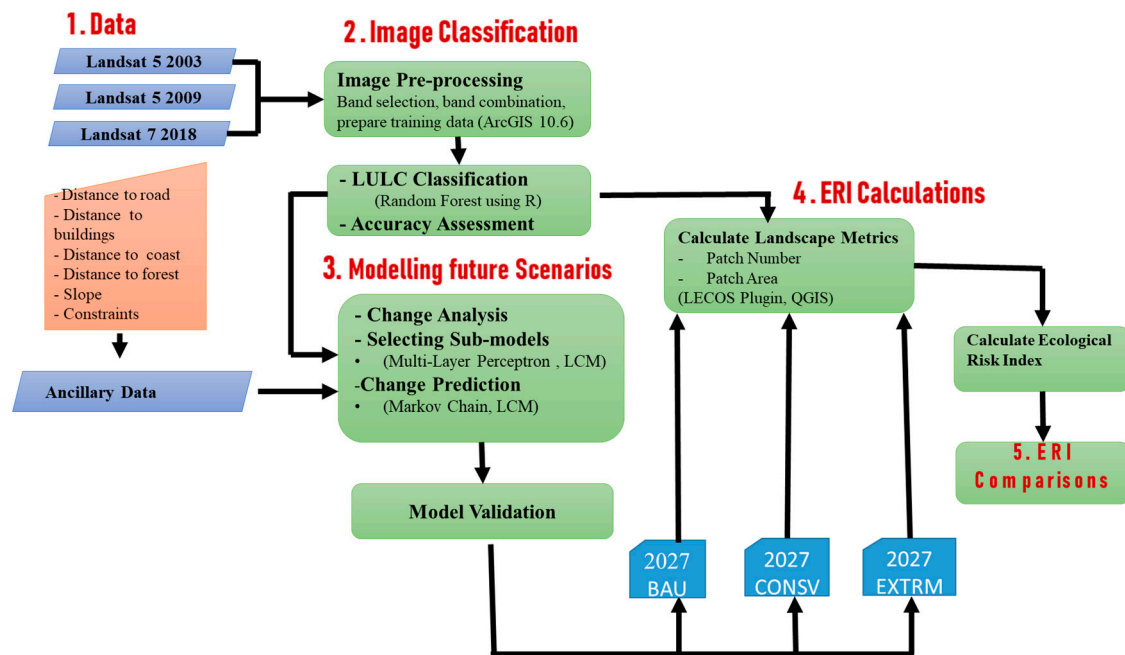 1. Data
Landsat 5 2003
Landsat 5 2009
Landsat 7 2018
- Distance to road
- Distance to
buildings
- Distance to coast
- Distance to forest
- Slope
- Constraints
Ancillary Data
2. Image Classification
Image Pre-processing
Band selection, band combination,
prepare training data (ArcGIS 10.6)
- LULC Classification
(Random Forest using R)
- Accuracy Assessment
3. Modelling future Scenarios
- Change Analysis
- Selecting Sub-models
• (Multi-Layer Perceptron , LCM)
-Change Prediction
• (Markov Chain, LCM)
Model Validation
2027
BAU
2027
CONSV
2027
EXTRM
4. ERI Calculations
Calculate Landscape Metrics
- Patch Number
- Patch Area
(LECOS Plugin, QGIS)
Calculate Ecological
Risk Index
5. ERI
Comparisons